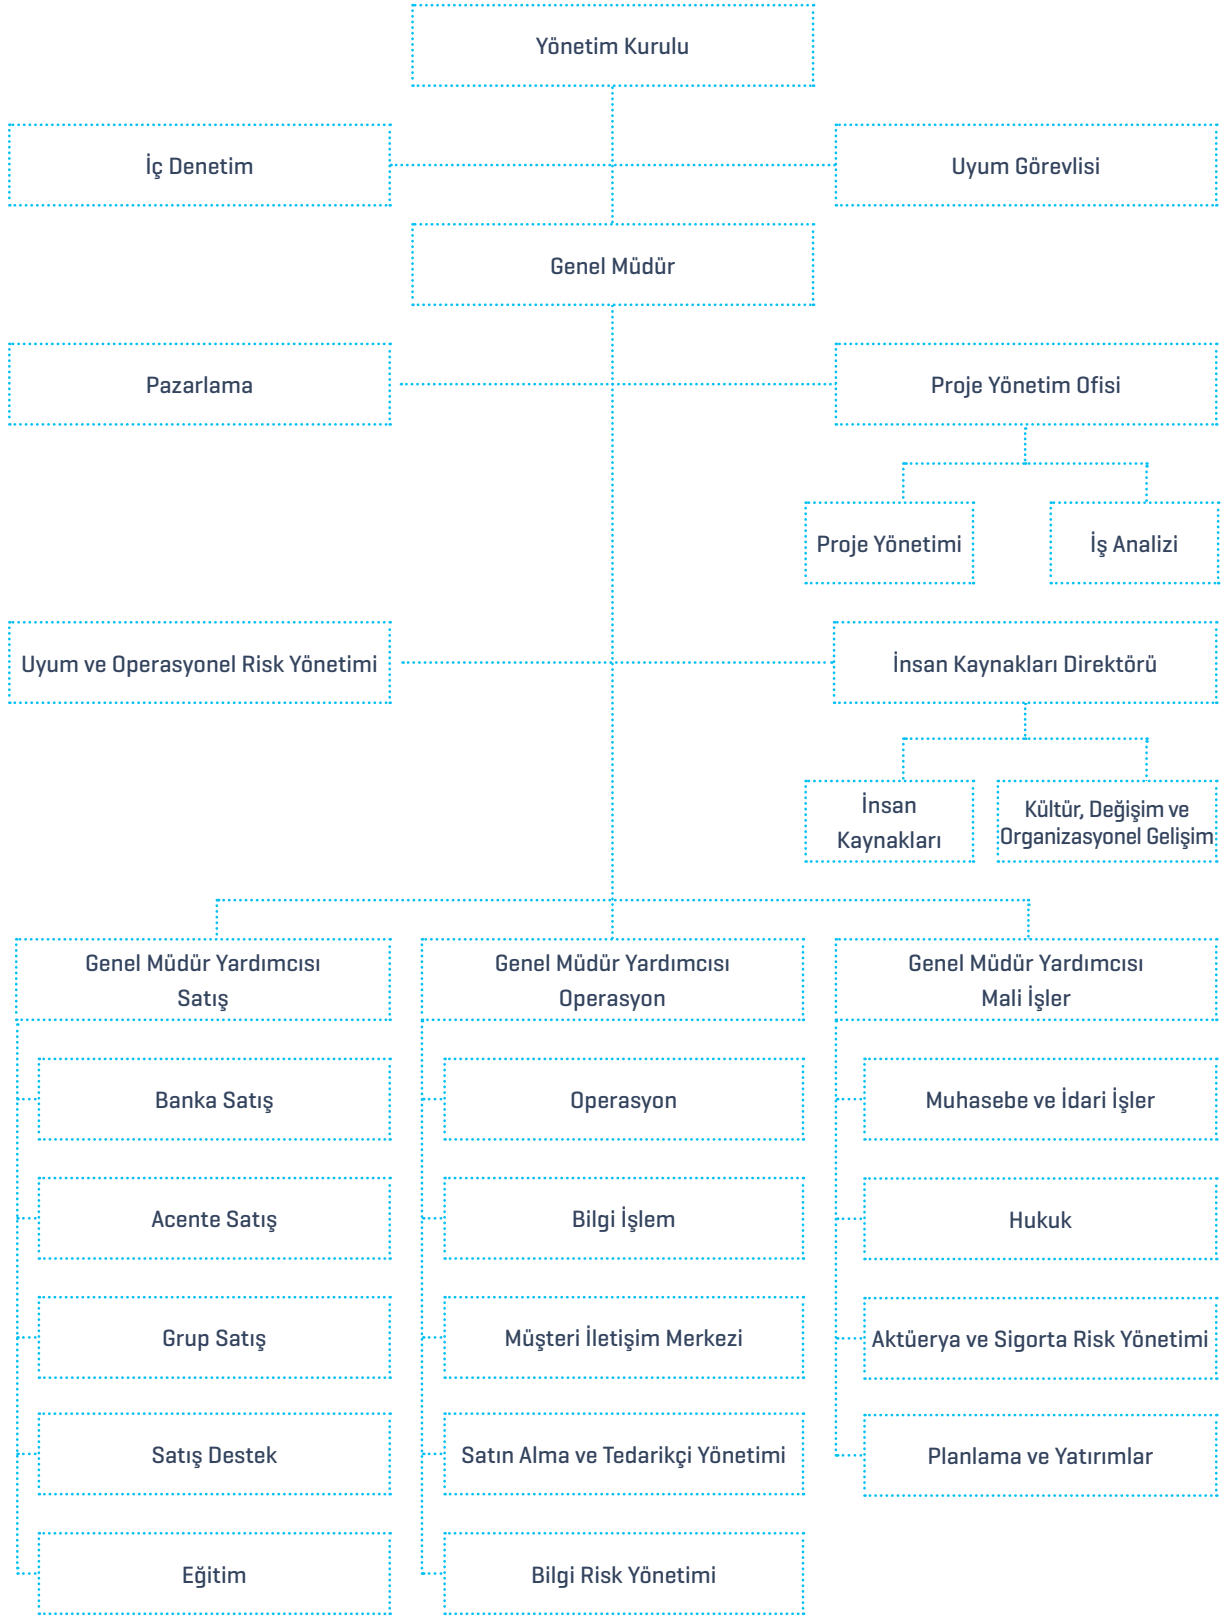 Yönetim Kurulu
İç Denetim
Uyum Görevlisi
Genel Müdür
Pazarlama
Proje Yönetim Ofisi
Proje Yönetimi
İş Analizi
Uyum ve Operasyonel Risk Yönetimi
İnsan Kaynakları Direktörü
İnsan
Kaynakları
Kültür, Değişim ve
Organizasyonel Gelişim
Genel Müdür Yardımcısı
Satış
Genel Müdür Yardımcısı
Operasyon
Genel Müdür Yardımcısı
Mali İşler
Banka Satış
Operasyon
Muhasebe ve İdari İşler
Acente Satış
Bilgi İşlem
Hukuk
Grup Satış
Müşteri İletişim Merkezi
Aktüerya ve Sigorta Risk Yönetimi
Satış Destek
Satın Alma ve Tedarikçi Yönetimi
Planlama ve Yatırımlar
Eğitim
Bilgi Risk Yönetimi